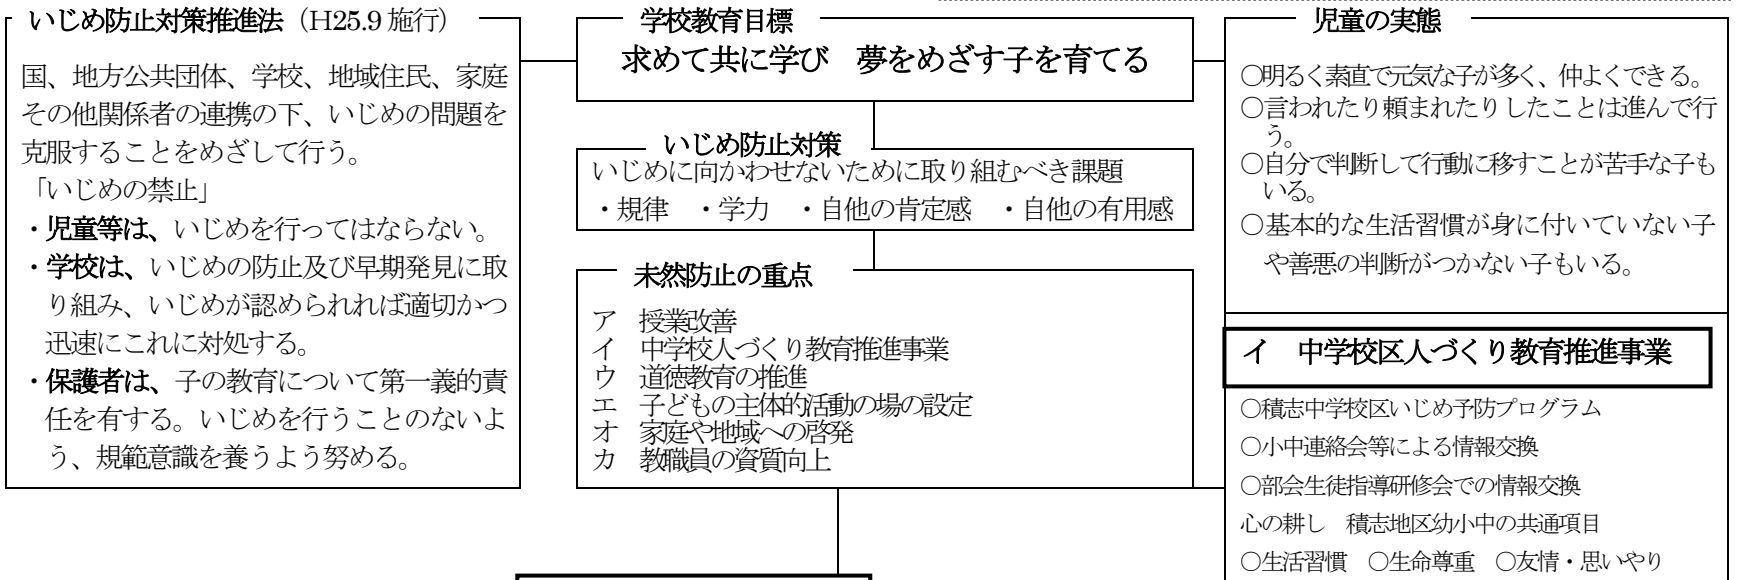 いじめ防止対策推進法（H25.9 施行）
国、地方公共団体、学校、地域住民、家庭
その他関係者の連携の下、いじめの問題を
克服することをめざして行う。
「いじめの禁止」
・児童等は、いじめを行ってはならない。
・学校は、いじめの防止及び早期発見に取
り組み、いじめが認められれば適切かつ
迅速にこれに対処する。
・保護者は、子の教育について第一義的責
任を有する。いじめを行うことのないよ
う、規範意識を養うよう努める。
学校教育目標
求めて共に学び　夢をめざす子を育てる
いじめ防止対策
いじめに向かわせないために取り組むべき課題
・規律　・学力　・自他の肯定感　・自他の有用感
未然防止の重点
ア　授業改善
イ　中学校人づくり教育推進事業
ウ　道徳教育の推進
エ　子どもの主体的活動の場の設定
オ　家庭や地域への啓発
カ　教職員の資質向上
児童の実態
○明るく素直で元気な子が多く、仲よくできる。
○言われたり頼まれたりしたことは進んで行
う。
○自分で判断して行動に移すことが苦手な子も
いる。
○基本的な生活習慣が身に付いていない子
や善悪の判断がつかない子もいる。
イ　中学校区人づくり教育推進事業
○積志中学校区いじめ予防プログラム
○小中連絡会等による情報交換
○部会生徒指導研修会での情報交換
心の耕し　積志地区幼小中の共通項目
○生活習慣　○生命尊重　○友情・思いやり